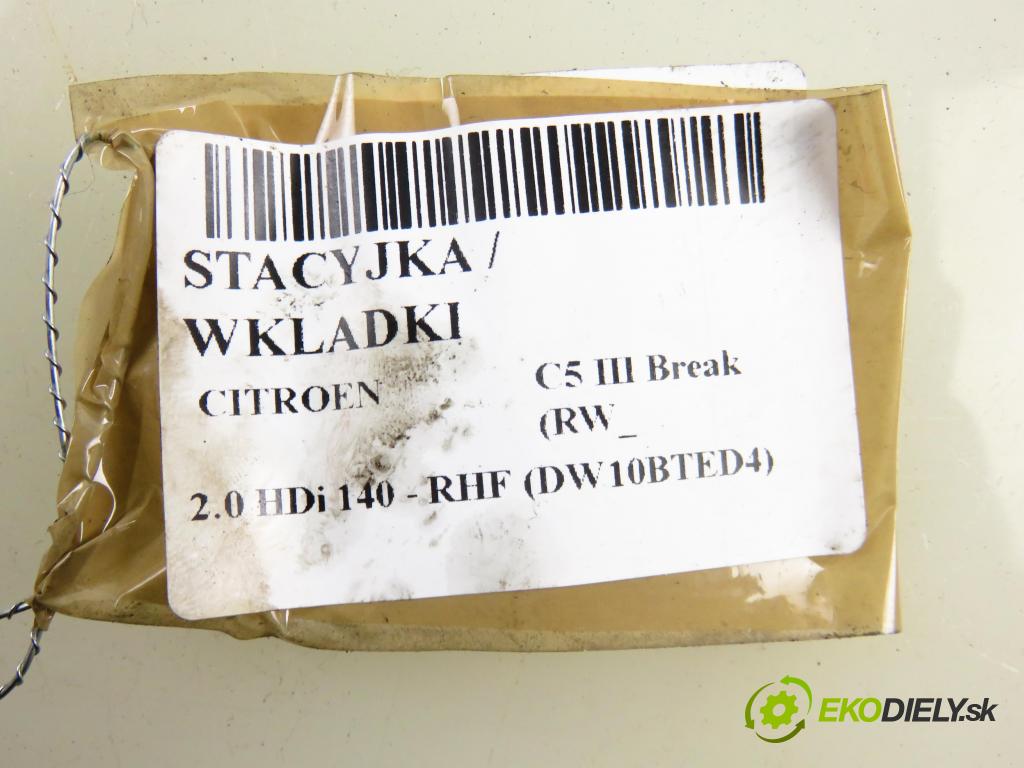 STACYJKA /
WKLADKI
CITROEN C5 III Break
(RW_
2.0 HDi 140 - RHF (DW10BTED4)
EKODIELY.sk